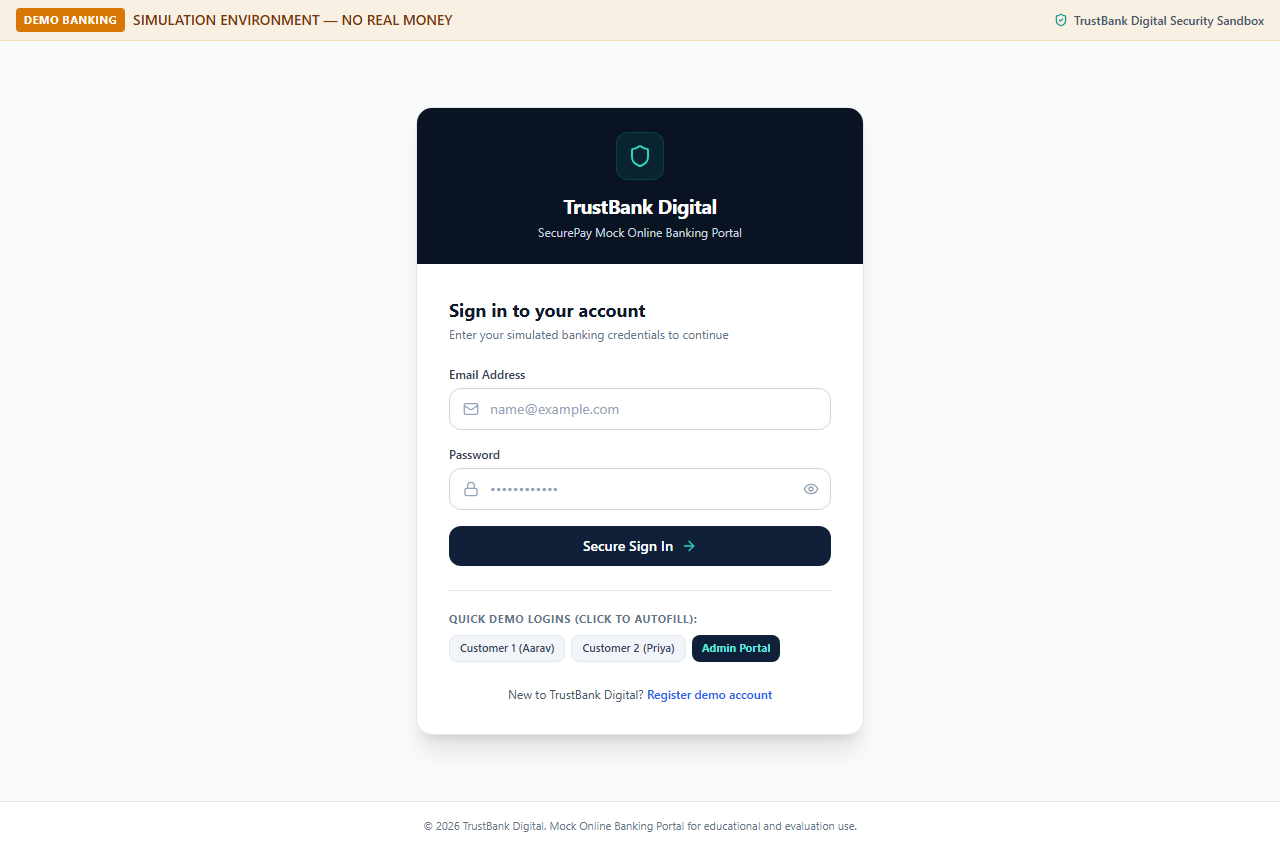 DEMO BANKING SIMULATION ENVIRONMENT — NO REAL MONEY
TrustBank Digital Security Sandbox
TrustBank Digital
SecurePay Mock Online Banking Portal
Sign in to your account
Enter your simulated banking credentials to continue
Email Address
name@example.com
Password
••••••••••••
Secure Sign In →
QUICK DEMO LOGINS (CLICK TO AUTOFILL):
Customer 1 (Aarav) Customer 2 (Priya) Admin Portal
New to TrustBank Digital? Register demo account
© 2026 TrustBank Digital. Mock Online Banking Portal for educational and evaluation use.